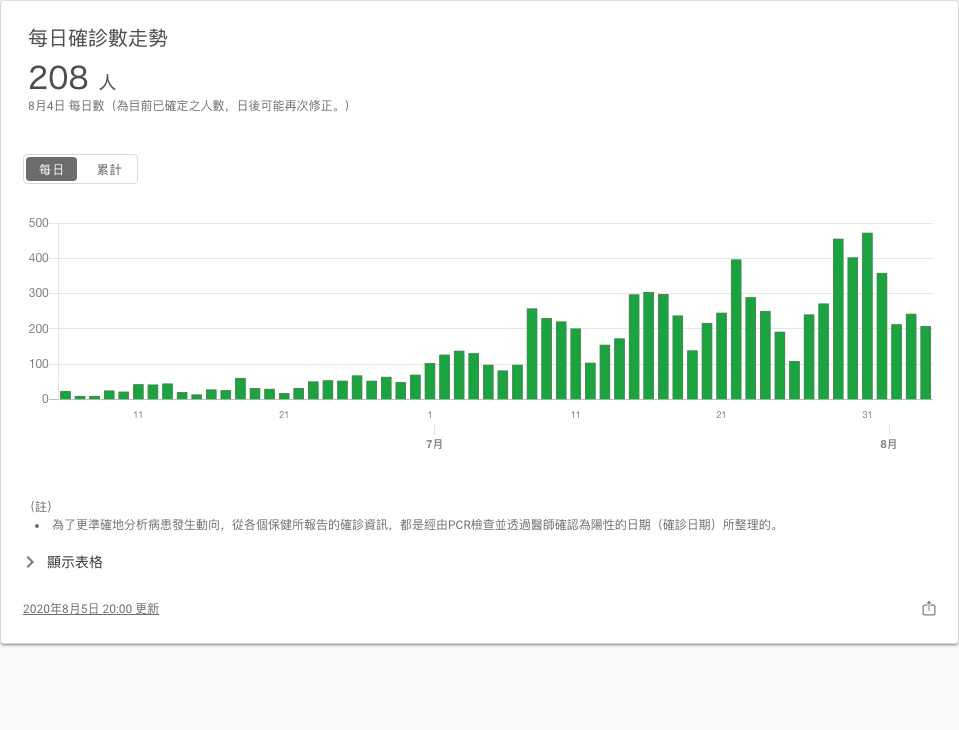 每日確診數走勢
208 人
8月4日 每日數（為目前已確定之人數，日後可能再次修正。）
每日 累計
500
400
300
200
100
0
11 21 1 11 21 31
7月 8月
（註）
• 為了更準確地分析病患發生動向，從各個保健所報告的確診資訊，都是經由PCR檢查並透過醫師確認為陽性的日期（確診日期）所整理的。
顯示表格
2020年8月5日 20:00 更新